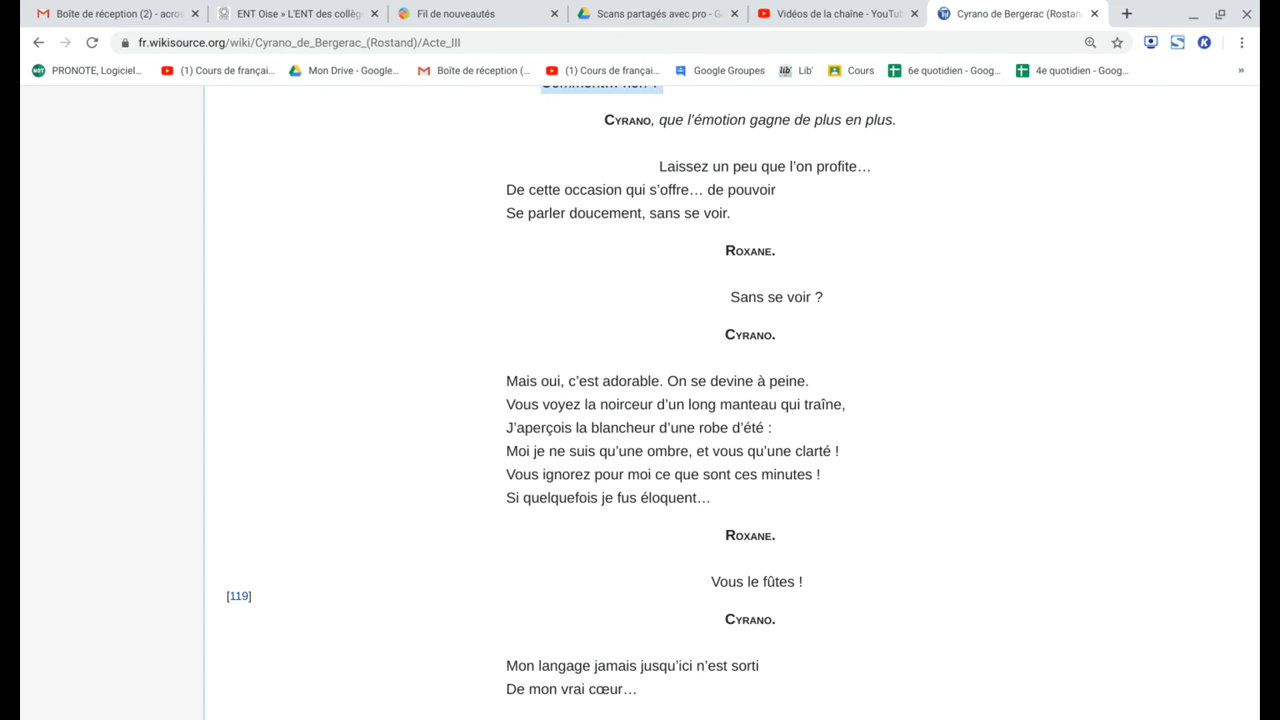 Boîte de réception (2) - acros
ENT Oise » L'ENT des collèg
Fil de nouveautés
Scans partagés avec pro - G
Vidéos de la chaîne - YouTu
Cyrano de Bergerac (Rostan
fr.wikisource.org/wiki/Cyrano_de_Bergerac_(Rostand)/Acte_III
PRONOTE, Logiciel...
(1) Cours de françai...
Mon Drive - Google...
Boîte de réception (...
(1) Cours de françai...
Google Groupes
lib' Lib'
Cours
6e quotidien - Goog...
4e quotidien - Goog...
»
Cyrano, que l’émotion gagne de plus en plus.
Laissez un peu que l’on profite…
De cette occasion qui s’offre… de pouvoir
Se parler doucement, sans se voir.
Roxane.
Sans se voir ?
Cyrano.
Mais oui, c’est adorable. On se devine à peine.
Vous voyez la noirceur d’un long manteau qui traîne,
J’aperçois la blancheur d’une robe d’été :
Moi je ne suis qu’une ombre, et vous qu’une clarté !
Vous ignorez pour moi ce que sont ces minutes !
Si quelquefois je fus éloquent…
Roxane.
Vous le fûtes !
[119]
Cyrano.
Mon langage jamais jusqu’ici n’est sorti
De mon vrai cœur…